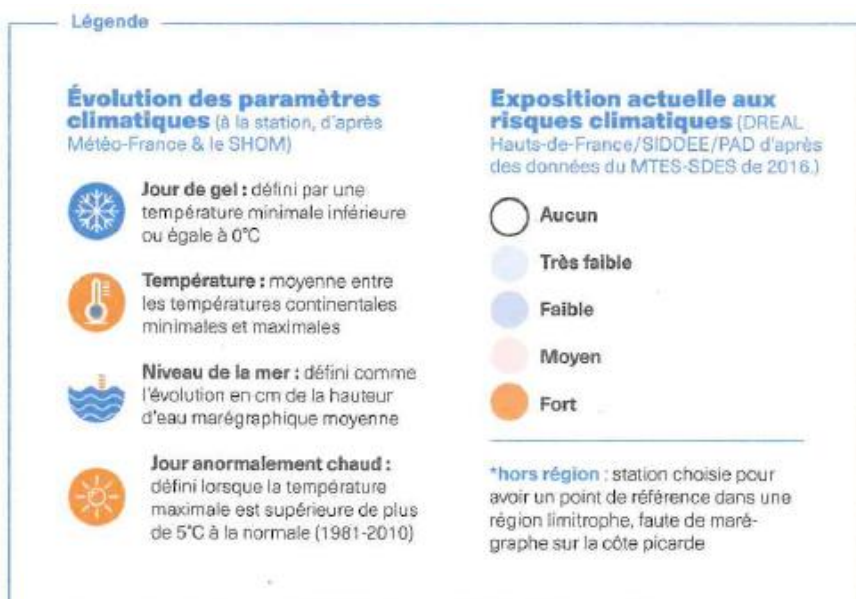 Légende
Évolution des paramètres
climatiques (à la station, d'après
Météo-France & le SHOM)
Jour de gel : défini par une
température minimale inférieure
ou égale à 0°C
Température : moyenne entre
les températures continentales
minimales et maximales
Niveau de la mer : défini comme
l'évolution en cm de la hauteur
d'eau marégraphique moyenne
Jour anormalement chaud :
défini lorsque la température
maximale est supérieure de plus
de 5°C à la normale (1981-2010)
Exposition actuelle aux
risques climatiques (DREAL
Hauts-de-France/SIDDEE/PAD d'après
des données du MTES-SDES de 2016.)
Aucun
Très faible
Faible
Moyen
Fort
*hors région : station choisie pour
avoir un point de référence dans une
région limitrophe, faute de maré-
graphe sur la côte picarde